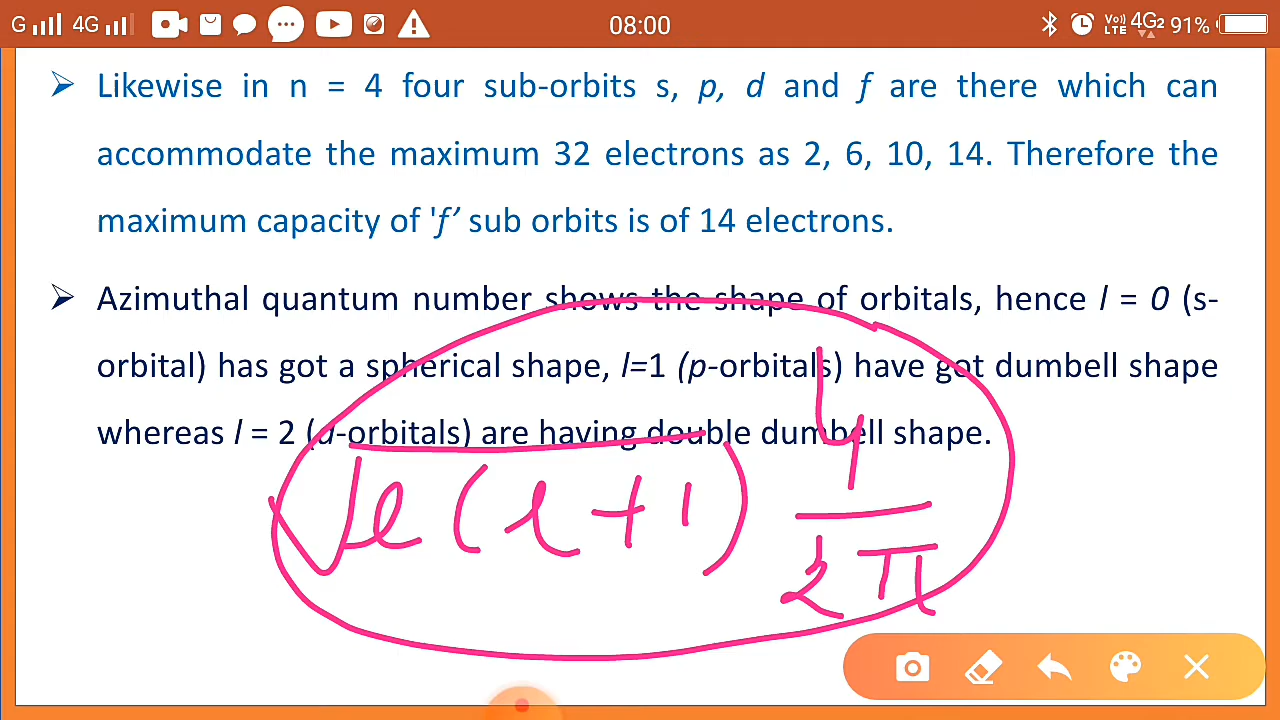 G 4G 08:00 Vo)) LTE 4G2 91%
➢ Likewise in n = 4 four sub-orbits s, p, d and f are there which can
accommodate the maximum 32 electrons as 2, 6, 10, 14. Therefore the
maximum capacity of 'f’ sub orbits is of 14 electrons.
➢ Azimuthal quantum number shows the shape of orbitals, hence l = 0 (s-
orbital) has got a spherical shape, l=1 (p-orbitals) have got dumbell shape
whereas l = 2 (d-orbitals) are having double dumbell shape.
√l(l+1) h/2π